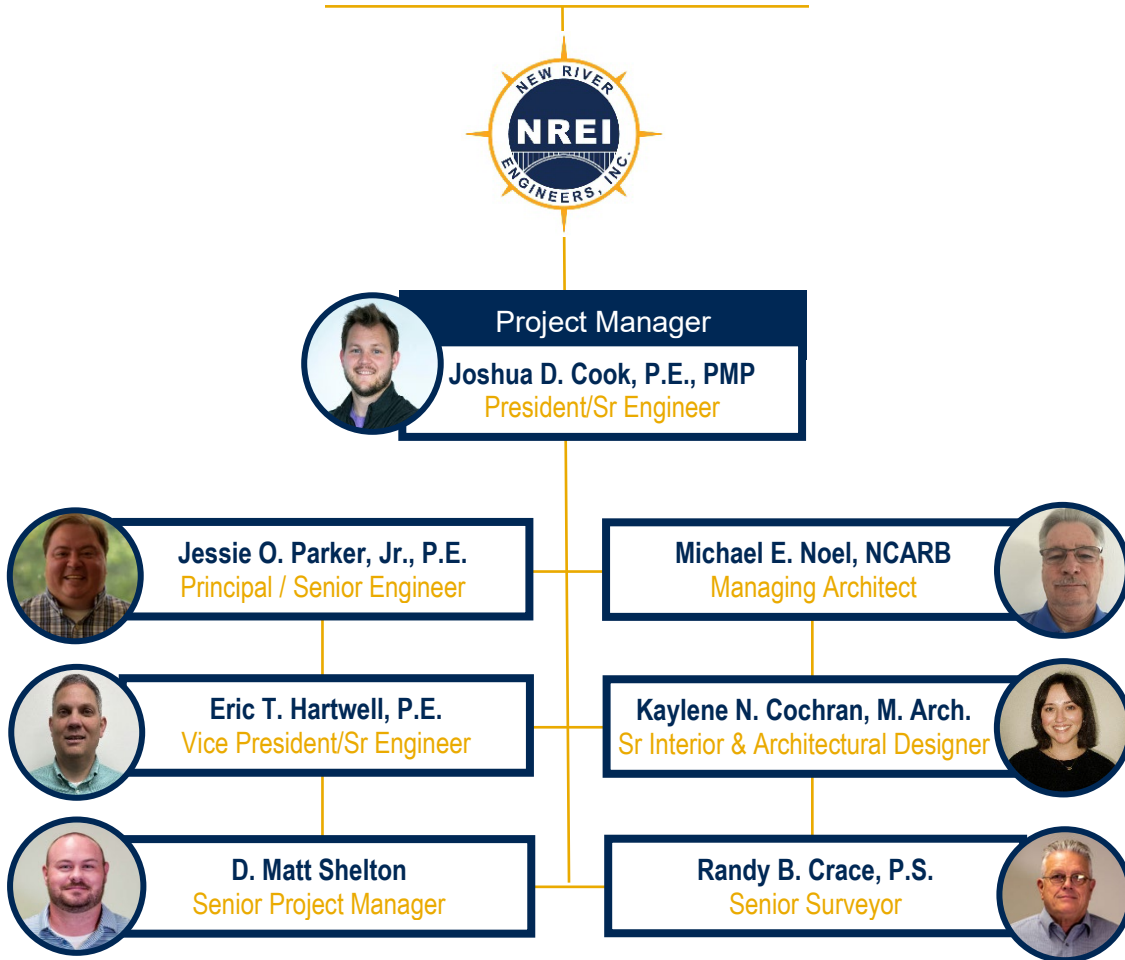 NEW RIVER
NREI
ENGINEERS, INC.
Project Manager
Joshua D. Cook, P.E., PMP
President/Sr Engineer
Jessie O. Parker, Jr., P.E.
Principal / Senior Engineer
Michael E. Noel, NCARB
Managing Architect
Eric T. Hartwell, P.E.
Vice President/Sr Engineer
Kaylene N. Cochran, M. Arch.
Sr Interior & Architectural Designer
D. Matt Shelton
Senior Project Manager
Randy B. Crace, P.S.
Senior Surveyor